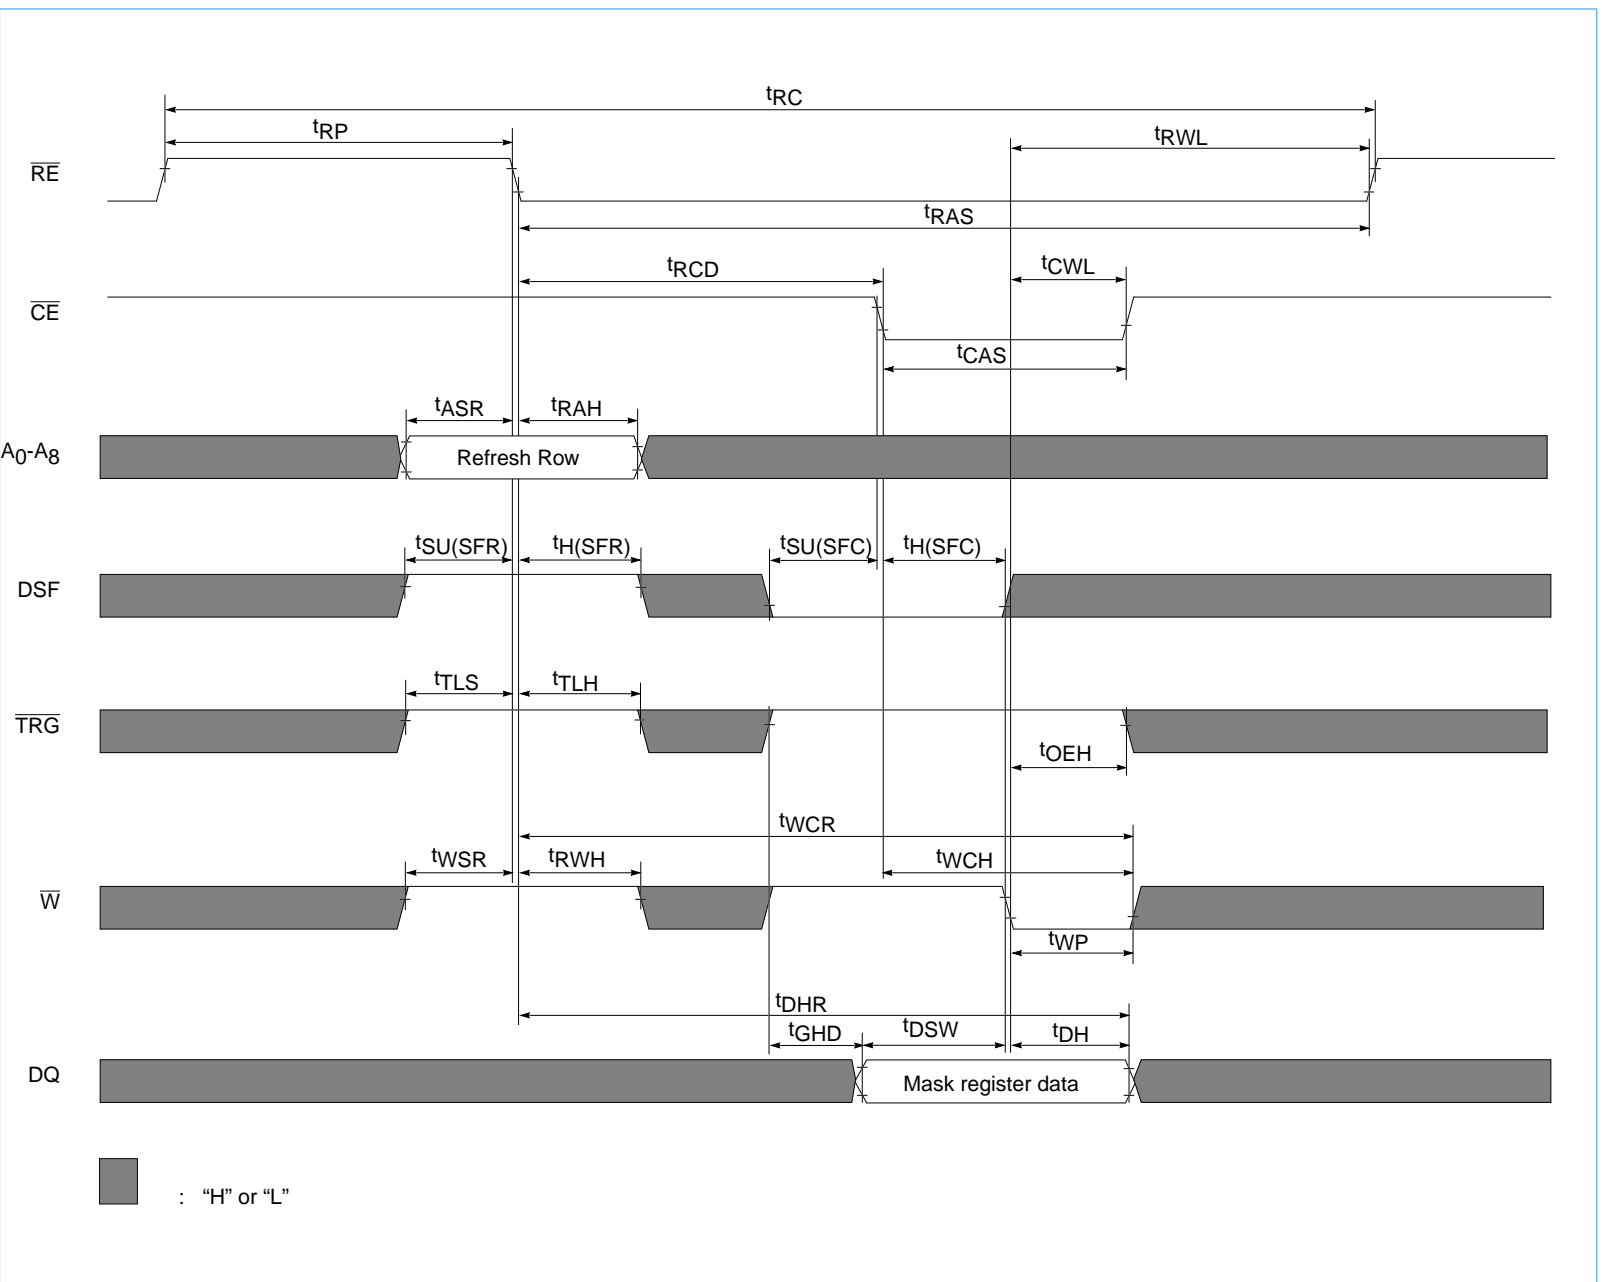 tRC
tRP
tRWL
RE
tRAS
tRCD
tCWL
CE
tCAS
tASR
tRAH
A0-A8
Refresh Row
tSU(SFR)
tH(SFR)
tSU(SFC)
tH(SFC)
DSF
tTLS
tTLH
TRG
tOEH
tWCR
tWSR
tRWH
tWCH
W
tWP
tDHR
tGHD
tDSW
tDH
DQ
Mask register data
: “H” or “L”